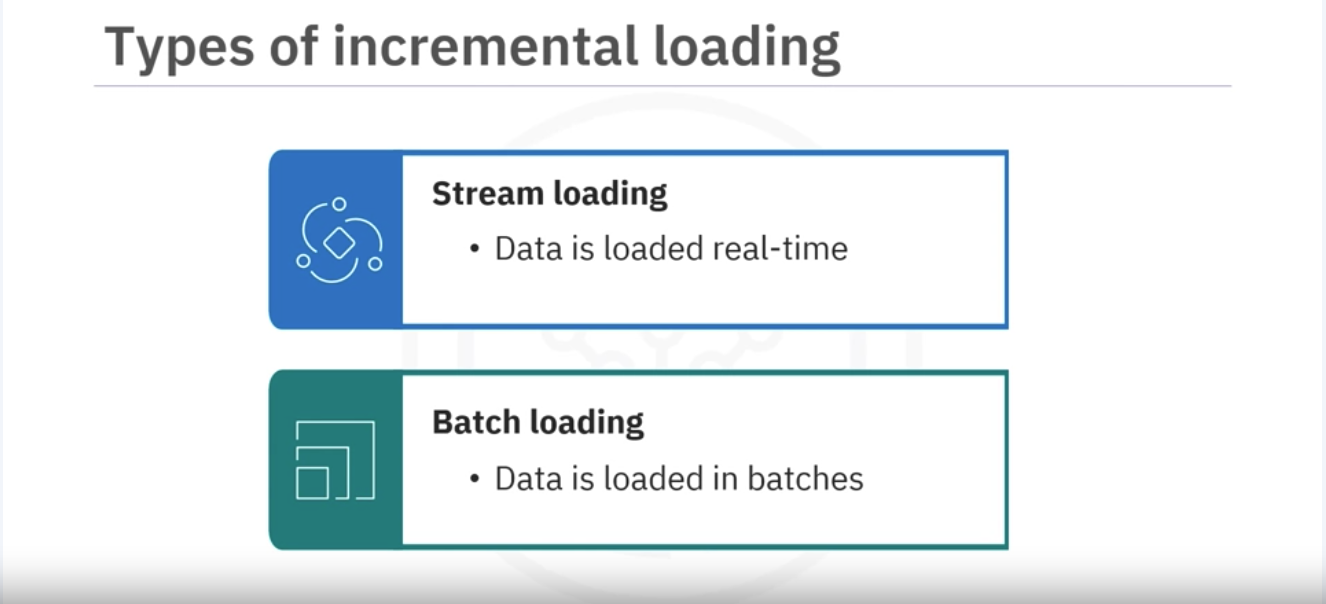 Types of incremental loading
Stream loading
• Data is loaded real-time
Batch loading
• Data is loaded in batches